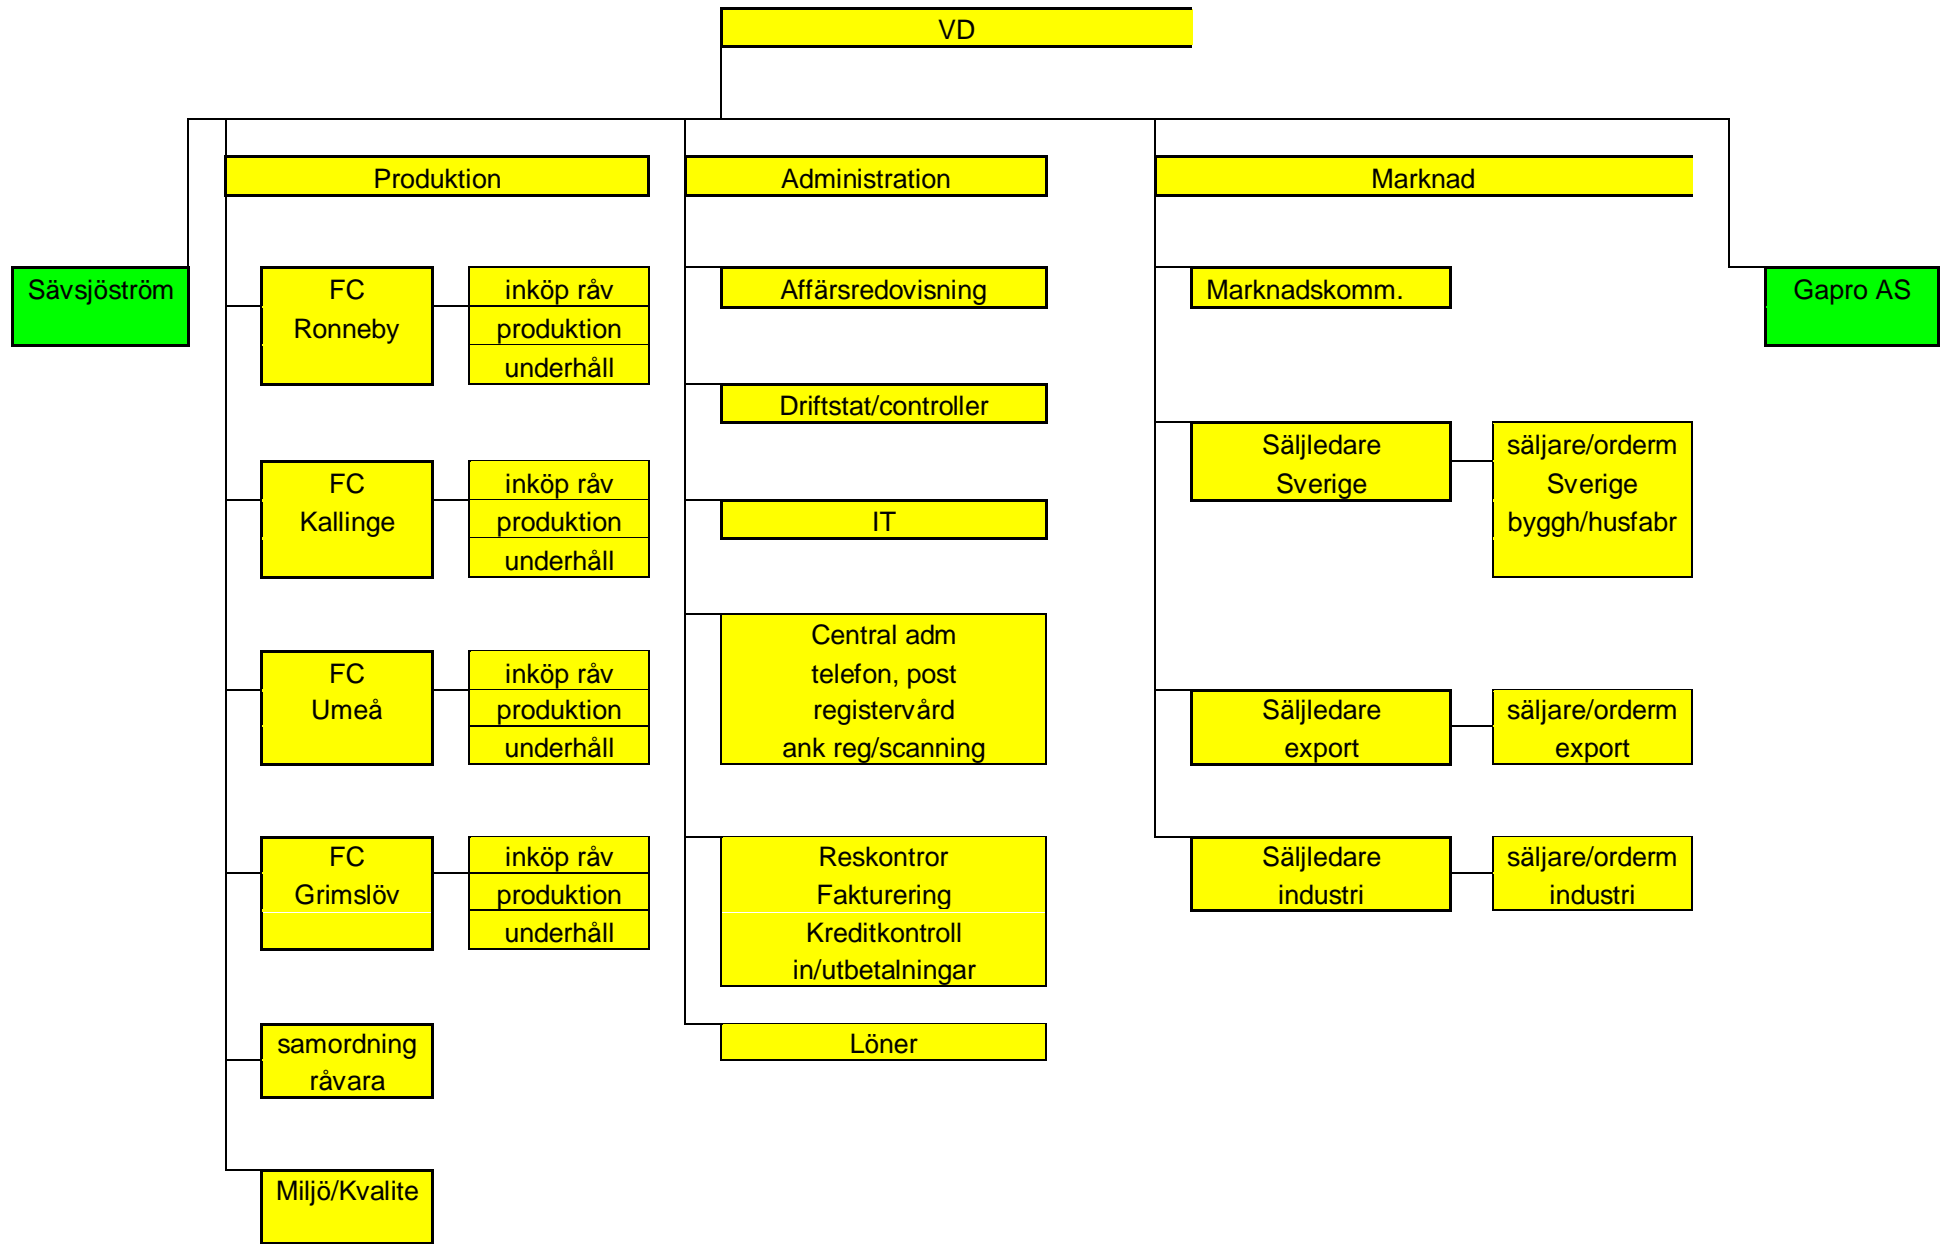 VD
Produktion
Administration
Marknad
Sävsjöström
FC
Ronneby
inköp råv
produktion
underhåll
FC
Kallinge
inköp råv
produktion
underhåll
FC
Umeå
inköp råv
produktion
underhåll
FC
Grimslöv
inköp råv
produktion
underhåll
samordning
råvara
Miljö/Kvalite
Affärsredovisning
Driftstat/controller
IT
Central adm
telefon, post
registervård
ank reg/scanning
Reskontror
Fakturering
Kreditkontroll
in/utbetalningar
Löner
Marknadskomm.
Säljledare
Sverige
säljare/orderm
Sverige
byggh/husfabr
Säljledare
export
säljare/orderm
export
Säljledare
industri
säljare/orderm
industri
Gapro AS